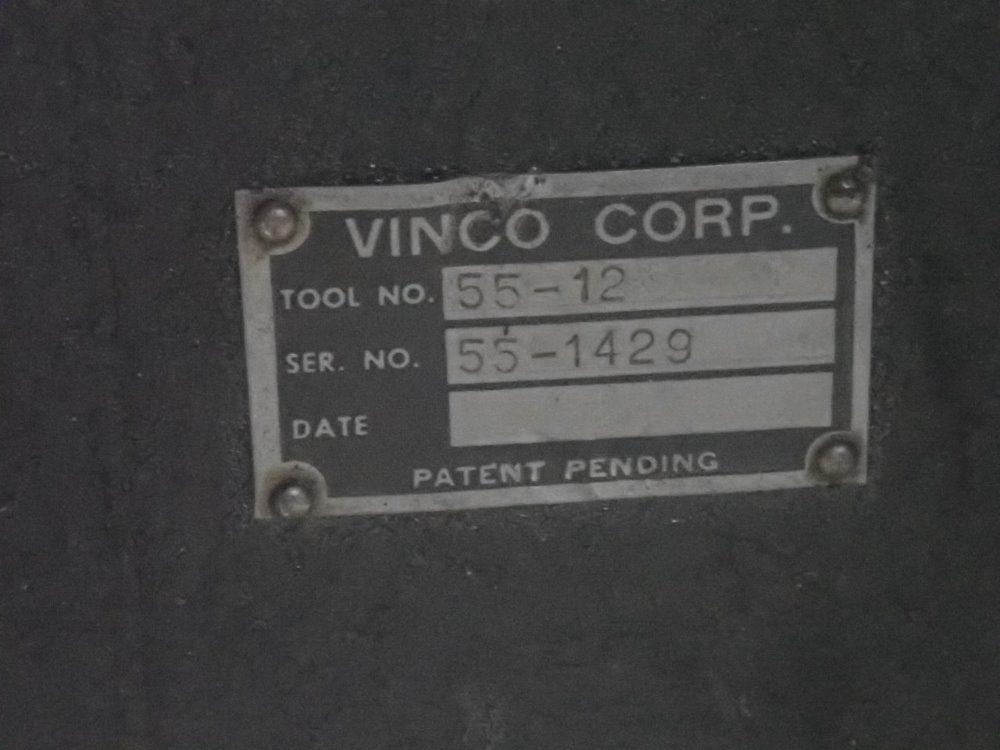 VINCO CORP.
TOOL NO. 55-12
SER. NO. 55-1429
DATE
PATENT PENDING